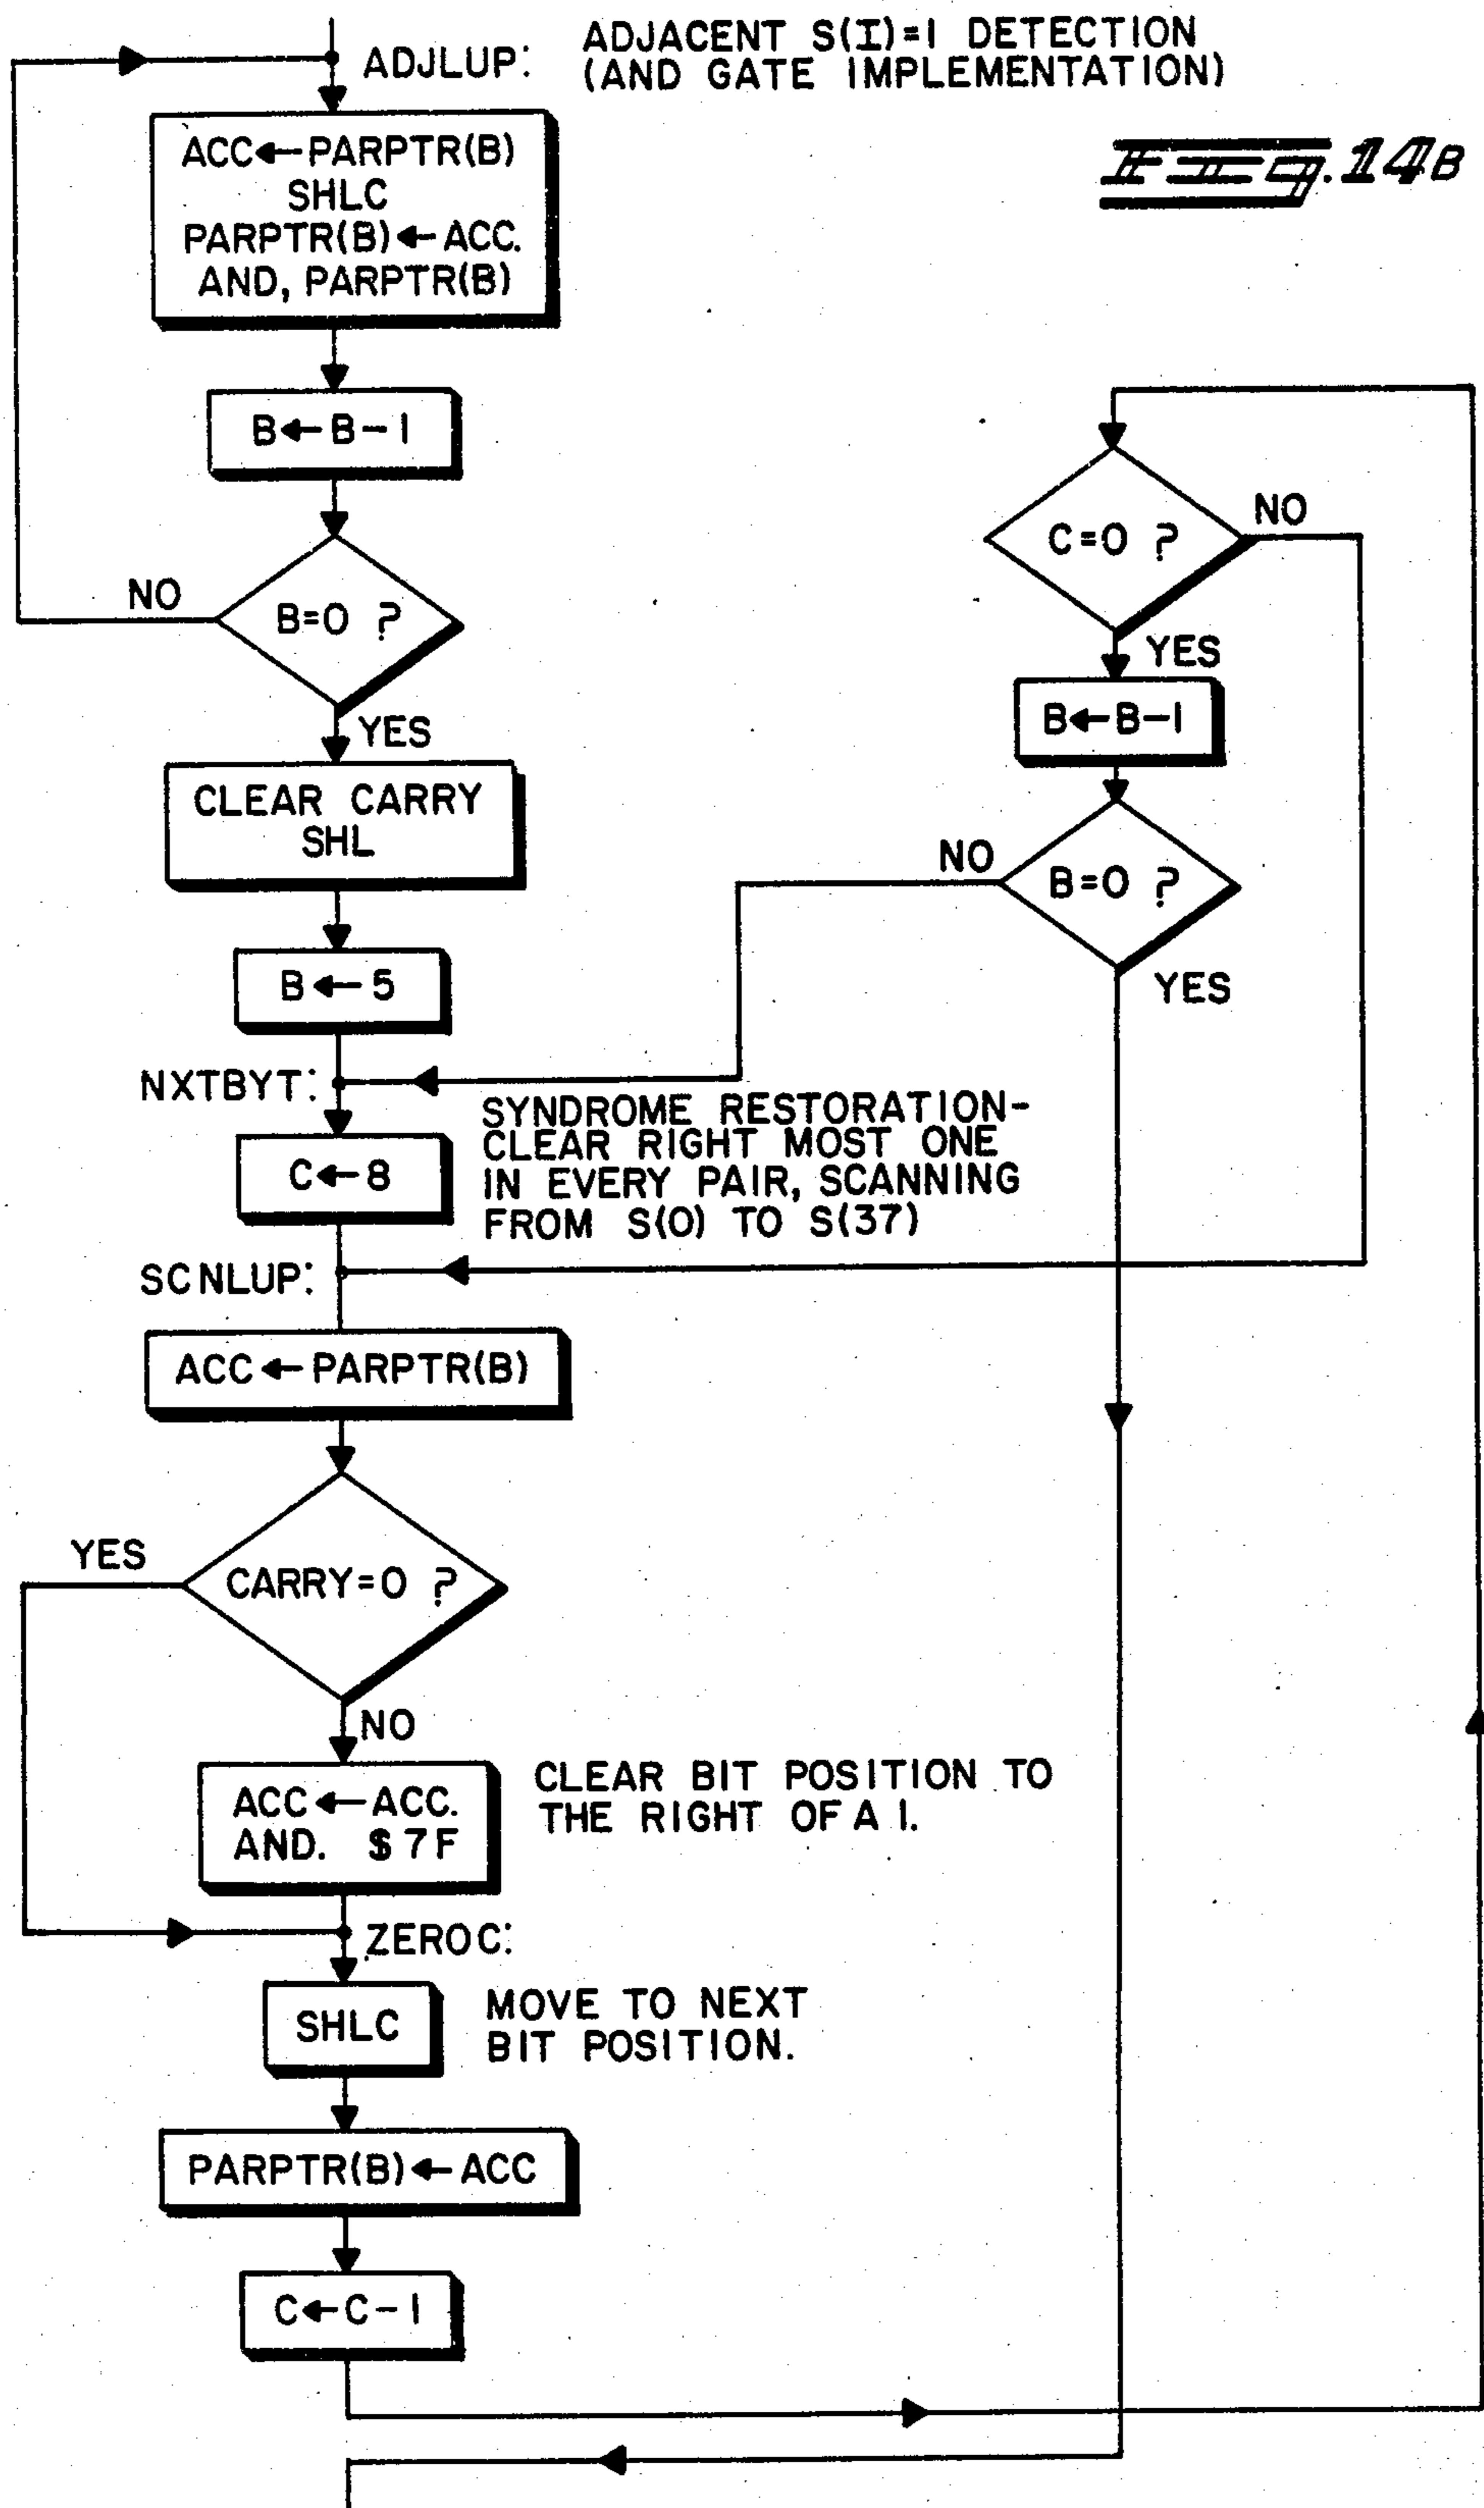 ADJLUP:
ADJACENT S(I)=1 DETECTION
(AND GATE IMPLEMENTATION)
Fig. 14B
ACC←PARPTR(B)
SHLC
PARPTR(B)←ACC.
AND, PARPTR(B)
B←B-1
B=0 ?
NO
YES
CLEAR CARRY
SHL
B←5
NXTBYT:
C←8
SYNDROME RESTORATION-
CLEAR RIGHT MOST ONE
IN EVERY PAIR, SCANNING
FROM S(0) TO S(37)
SCNLUP:
ACC←PARPTR(B)
CARRY=0 ?
YES
NO
ACC←ACC.
AND. $7F
CLEAR BIT POSITION TO
THE RIGHT OF A 1.
ZEROC:
SHLC
MOVE TO NEXT
BIT POSITION.
PARPTR(B)←ACC
C←C-1
C=0 ?
NO
YES
B←B-1
B=0 ?
NO
YES